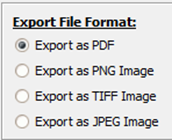 Export File Format:
Export as PDF
Export as PNG Image
Export as TIFF Image
Export as JPEG Image